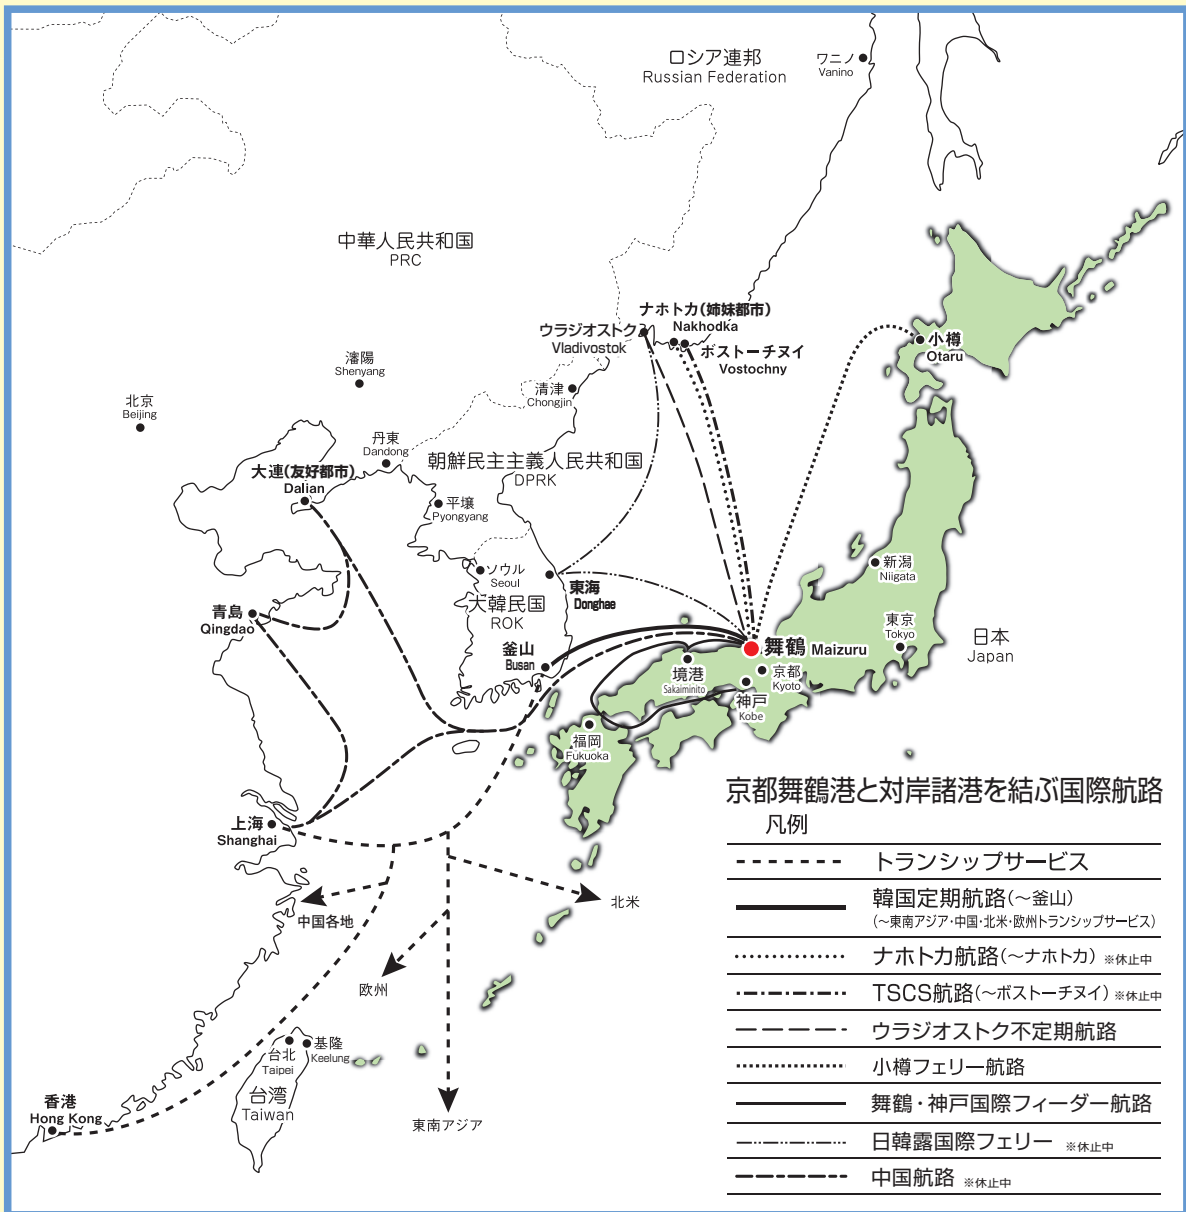 ロシア連邦
Russian Federation
ワニノ
Vanino
中華人民共和国
PRC
ナホトカ(姉妹都市)
Nakhodka
ウラジオストク
Vladivostok
ボストーチヌイ
Vostochny
小樽
Otaru
瀋陽
Shenyang
清津
Chongjin
北京
Beijing
丹東
Dandong
朝鮮民主主義人民共和国
DPRK
大連(友好都市)
Dalian
平壌
Pyongyang
新潟
Niigata
ソウル
Seoul
東海
Donghae
大韓民国
ROK
青島
Qingdao
東京
Tokyo
日本
Japan
釜山
Busan
舞鶴 Maizuru
境港
Sakaiminito
京都
Kyoto
神戸
Kobe
福岡
Fukuoka
上海
Shanghai
中国各地
北米
欧州
東南アジア
台北
Taipei
基隆
Keelung
台湾
Taiwan
香港
Hong Kong
京都舞鶴港と対岸諸港を結ぶ国際航路
凡例
トランシップサービス
韓国定期航路(〜釜山)
(〜東南アジア・中国・北米・欧州トランシップサービス)
ナホトカ航路(〜ナホトカ) ※休止中
TSCS航路(〜ボストーチヌイ) ※休止中
ウラジオストク不定期航路
小樽フェリー航路
舞鶴・神戸国際フィーダー航路
日韓露国際フェリー ※休止中
中国航路 ※休止中